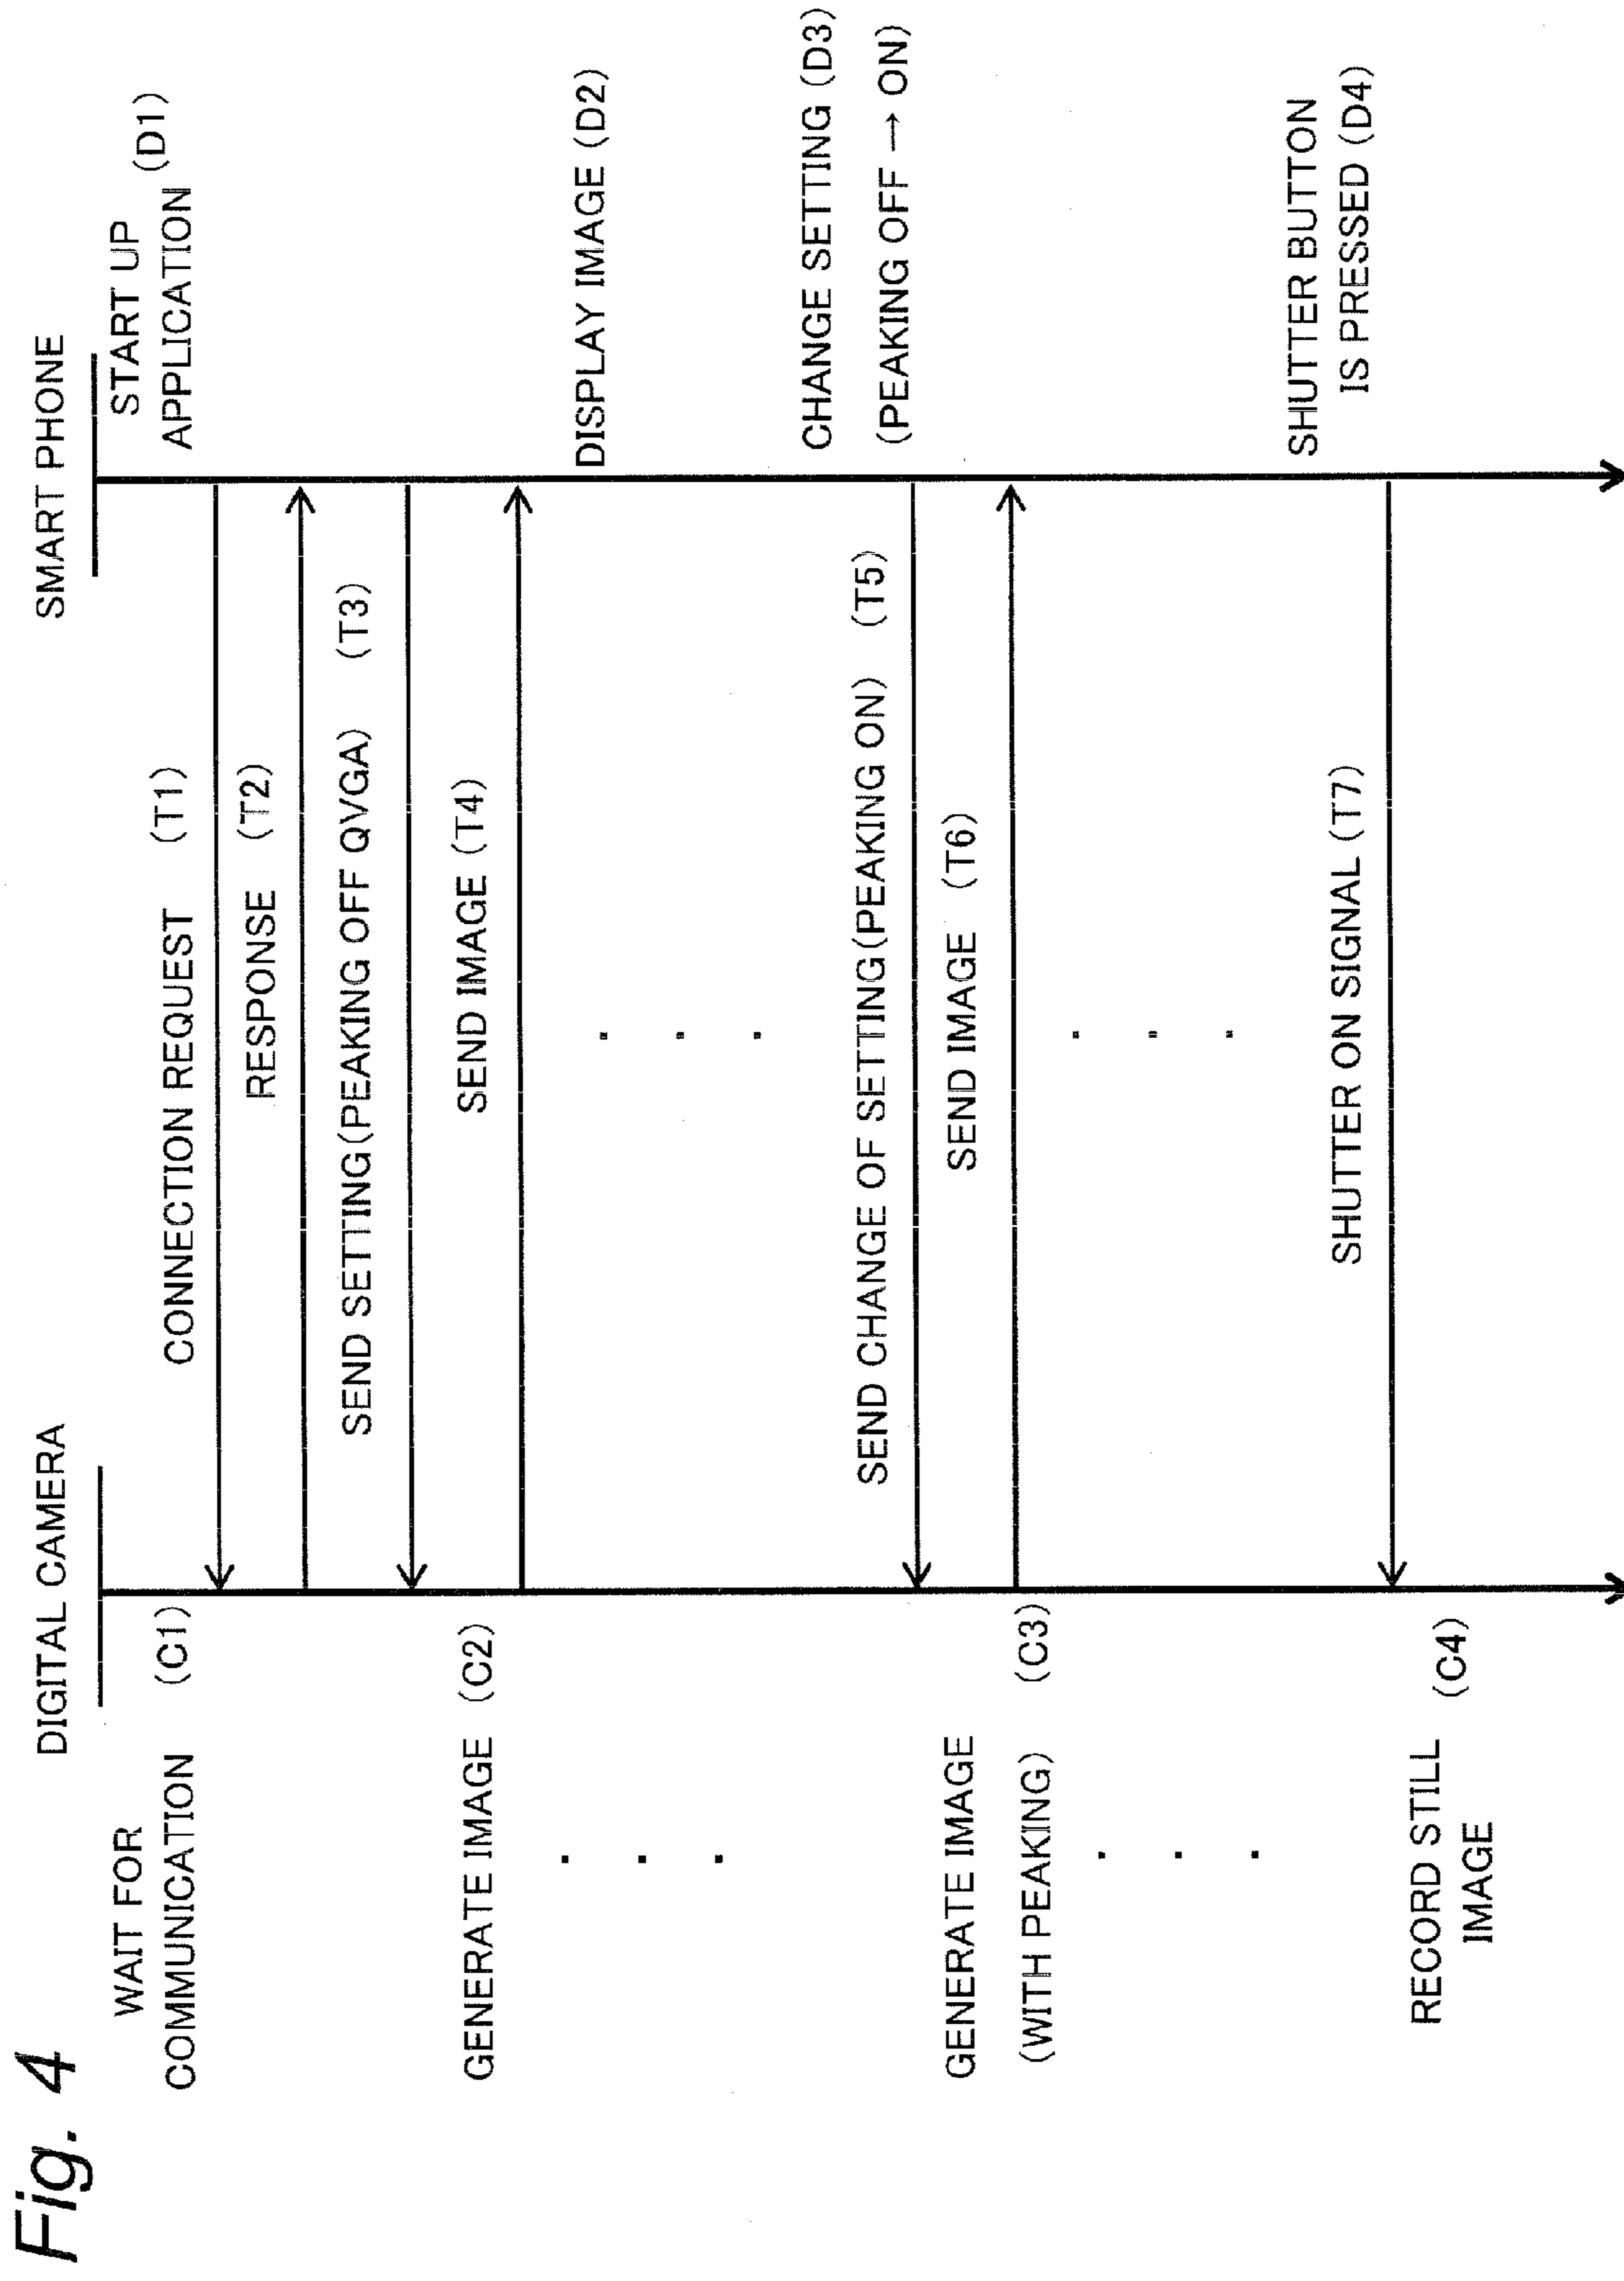 Fig. 4
DIGITAL CAMERA
SMART PHONE
WAIT FOR
COMMUNICATION (C1)
START UP
APPLICATION (D1)
CONNECTION REQUEST (T1)
RESPONSE (T2)
SEND SETTING(PEAKING OFF QVGA) (T3)
GENERATE IMAGE (C2)
SEND IMAGE (T4)
DISPLAY IMAGE (D2)
CHANGE SETTING (D3)
(PEAKING OFF → ON)
SEND CHANGE OF SETTING(PEAKING ON) (T5)
GENERATE IMAGE
(WITH PEAKING) (C3)
SEND IMAGE (T6)
SHUTTER BUTTON
IS PRESSED (D4)
SHUTTER ON SIGNAL (T7)
RECORD STILL
IMAGE (C4)